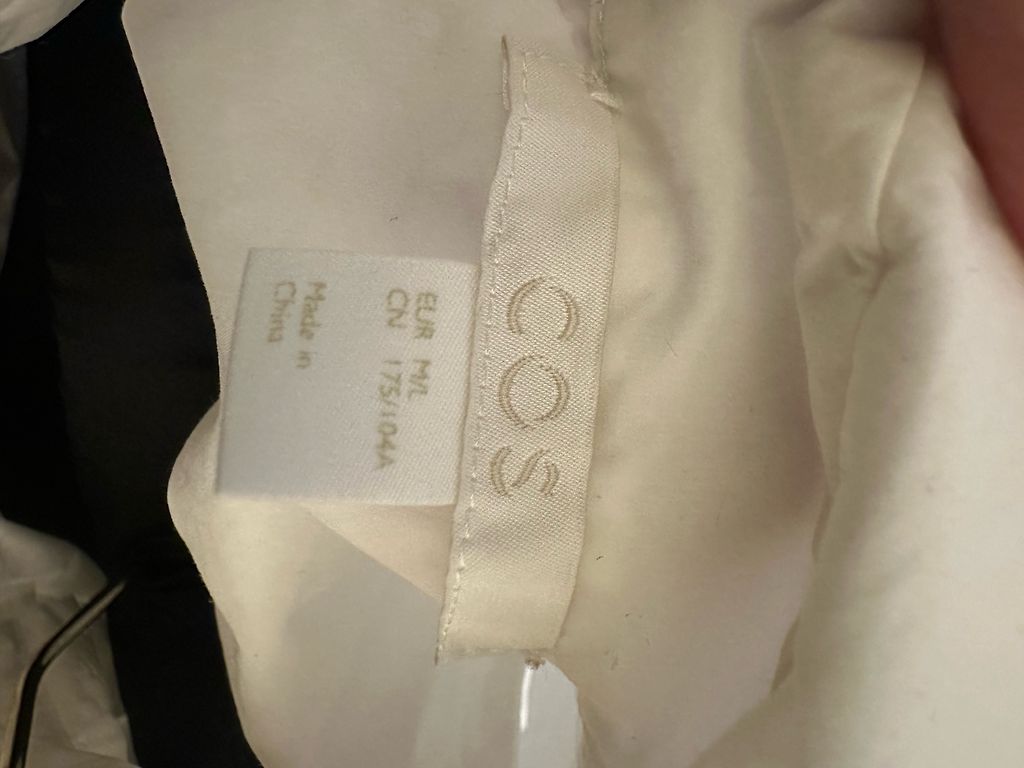 COS
EUR M/L
CN 175/104A
Made in
China